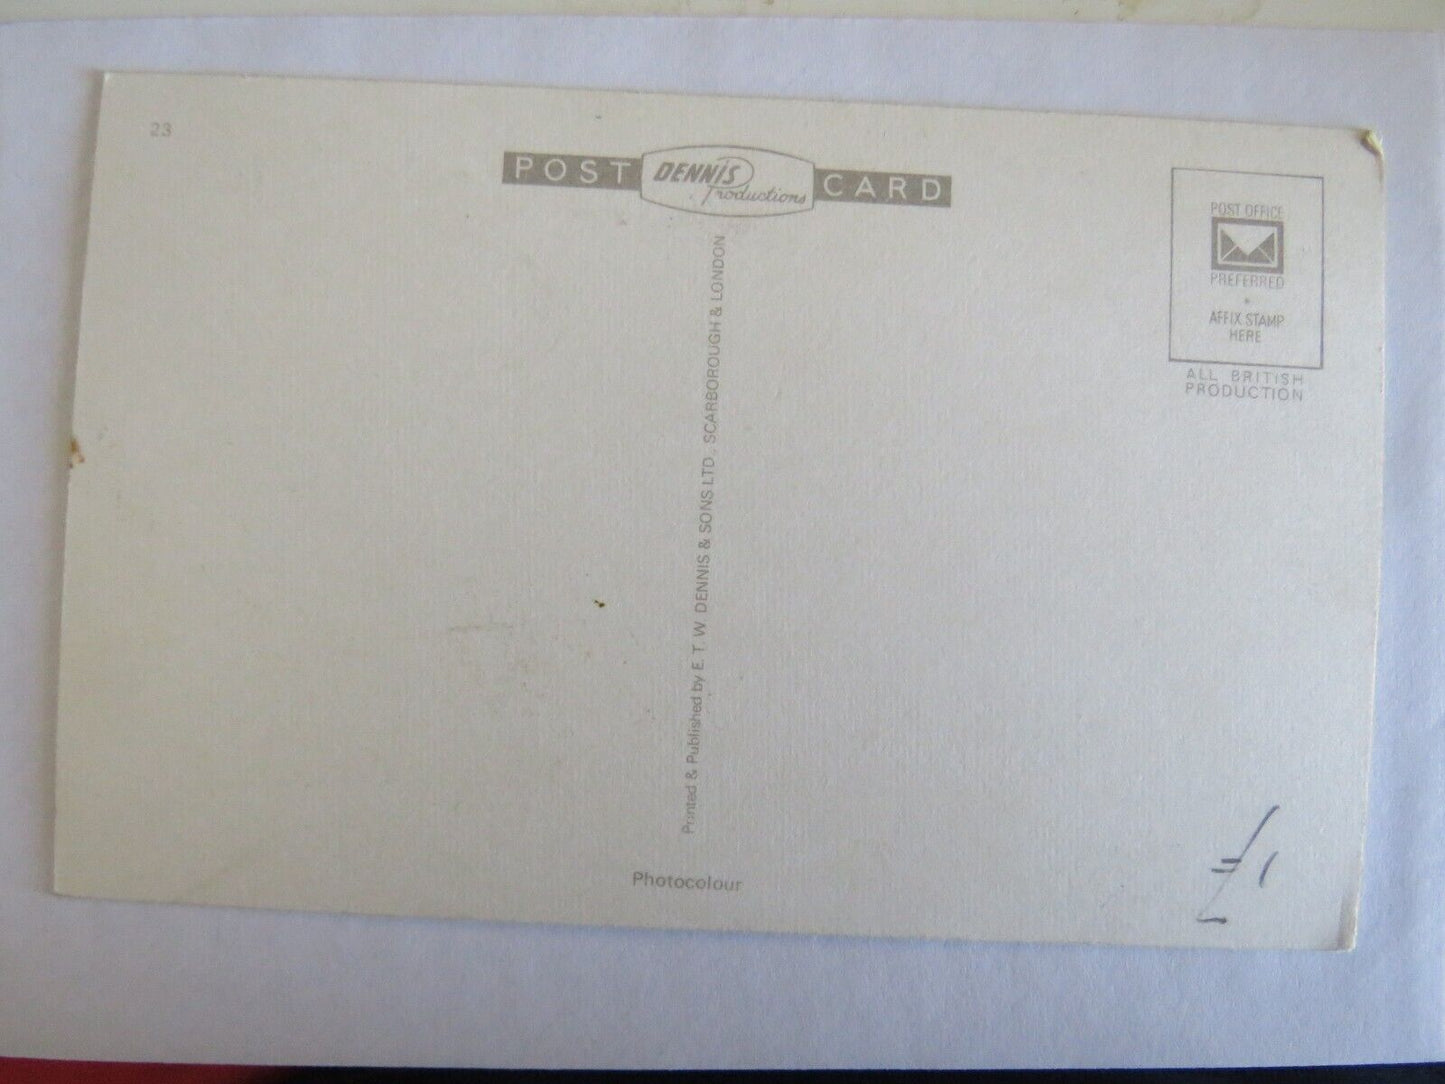 23
POST DENNIS Productions CARD
POST OFFICE
PREFERRED
AFFIX STAMP
HERE
ALL BRITISH
PRODUCTION
Printed & Published by E. T. W. DENNIS & SONS LTD . SCARBOROUGH & LONDON
Photocolour
£1